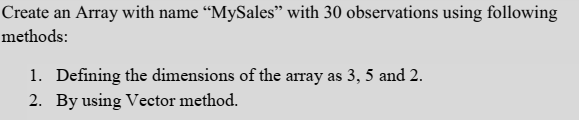 Create an Array with name “MySales” with 30 observations using following
methods:
1. Defining the dimensions of the array as 3, 5 and 2.
2. By using Vector method.